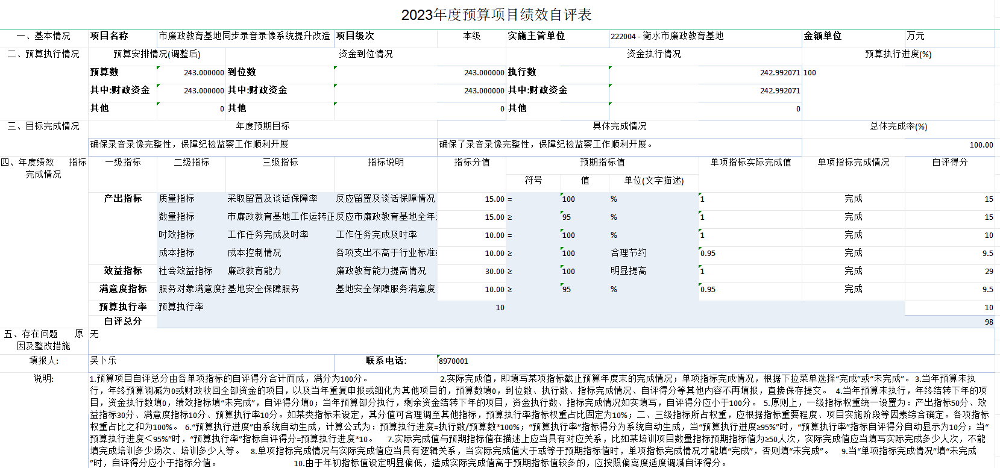 2023年度预算项目绩效自评表
一、基本情况 项目名称 市廉政教育基地同步录音录像系统提升改造 项目级次 本级 实施主管单位 222004 - 衡水市廉政教育基地 金额单位 万元
二、预算执行情况 预算安排情况(调整后) 资金到位情况 资金执行情况 预算执行进度(%)
预算数 243.000000 到位数 243.000000 执行数 242.992071 100
其中:财政资金 243.000000 其中:财政资金 243.000000 其中:财政资金 242.992071
其他 0 其他 0 其他 0
三、目标完成情况 年度预期目标 具体完成情况 总体完成率(%)
确保录音录像完整性，保障纪检监察工作顺利开展 确保了录音录像完整性，保障纪检监察工作顺利开展。 100.00
四、年度绩效 指标 一级指标 二级指标 三级指标 指标说明 指标分值 预期指标值 单项指标实际完成值 单项指标完成情况 自评得分
完成情况
符号 值 单位(文字描述)
产出指标 质量指标 采取留置及谈话保障率 反应留置及谈话保障情况 15.00 = 100 % 1 完成 15
数量指标 市廉政教育基地工作运转正 反应市廉政教育基地全年 15.00 ≥ 95 % 1 完成 15
时效指标 工作任务完成及时率 工作任务完成及时率 10.00 = 100 % 1 完成 10
成本指标 成本控制情况 各项支出不高于行业标准 10.00 ≥ 100 合理节约 0.95 完成 9.5
效益指标 社会效益指标 廉政教育能力 廉政教育能力提高情况 30.00 ≥ 100 明显提高 1 完成 29
满意度指标 服务对象满意度 基地安全保障服务 基地安全保障服务满意度 10.00 ≥ 95 % 0.95 完成 9.5
预算执行率 预算执行率 10 10
自评总分 98
五、存在问题 原 无
因及整改措施
填报人: 吴卜乐 联系电话: 8970001
说明: 1.预算项目自评总分由各单项指标的自评得分合计而成，满分为100分。 2.实际完成值，即填写某项指标截止预算年度末的完成情况；单项指标完成情况，根据下拉菜单选择“完成”或“未完成”。 3.当年预算未执
行，年终预算调减为0或财政收回全部资金的项目，以及当年重复申报或细化为其他项目的，预算数填0，到位数、执行数、指标完成情况、自评得分等其他内容不再填报，直接保存提交。 4.当年预算未执行，年终结转下年的项
目，资金执行数填0，绩效指标填“未完成”，自评得分填0；当年预算部分执行，剩余资金结转下年的项目，资金执行数、指标完成情况如实填写，自评得分应小于100分。 5.原则上，一级指标权重统一设置为：产出指标50分、效
益指标30分、满意度指标10分、预算执行率10分。如某类指标未设定，其分值可合理调至其他指标，预算执行率指标权重占比固定为10%；二、三级指标所占权重，应根据指标重要程度、项目实施阶段等因素综合确定。各项指标
权重占比之和为100%。 6.“预算执行进度”由系统自动生成，计算公式为：预算执行进度=执行数/预算数*100%；“预算执行率”指标得分为系统自动生成，当“预算执行进度≥95%”时，“预算执行率”指标自评得分自动显示为10分；当“
预算执行进度＜95%”时，“预算执行率”指标自评得分=预算执行进度*10。 7.实际完成值与预期指标值在描述上应当具有对应关系，比如某培训项目数量指标预期指标值为≥50人次，实际完成值应当填写实际完成多少人次，不能
填完成培训多少场次、培训多少人等。 8.单项指标完成情况与实际完成值应当具有逻辑关系，当实际完成值大于或等于预期指标值时，单项指标完成情况才能填“完成”，否则填“未完成”。 9.当“单项指标完成情况”填“未完成
”时，自评得分应小于指标分值。 10.由于年初指标值设定明显偏低，造成实际完成值高于预期指标值较多的，应按照偏离度适度调减自评得分。